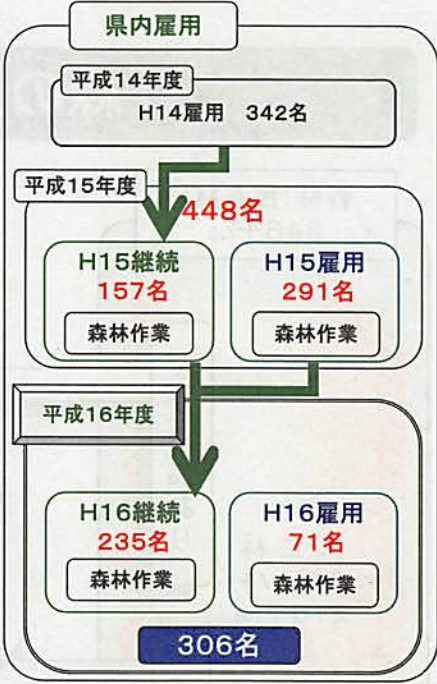 県内雇用
平成14年度
H14雇用 342名
平成15年度
448名
H15継続
157名
森林作業
H15雇用
291名
森林作業
平成16年度
H16継続
235名
森林作業
H16雇用
71名
森林作業
306名